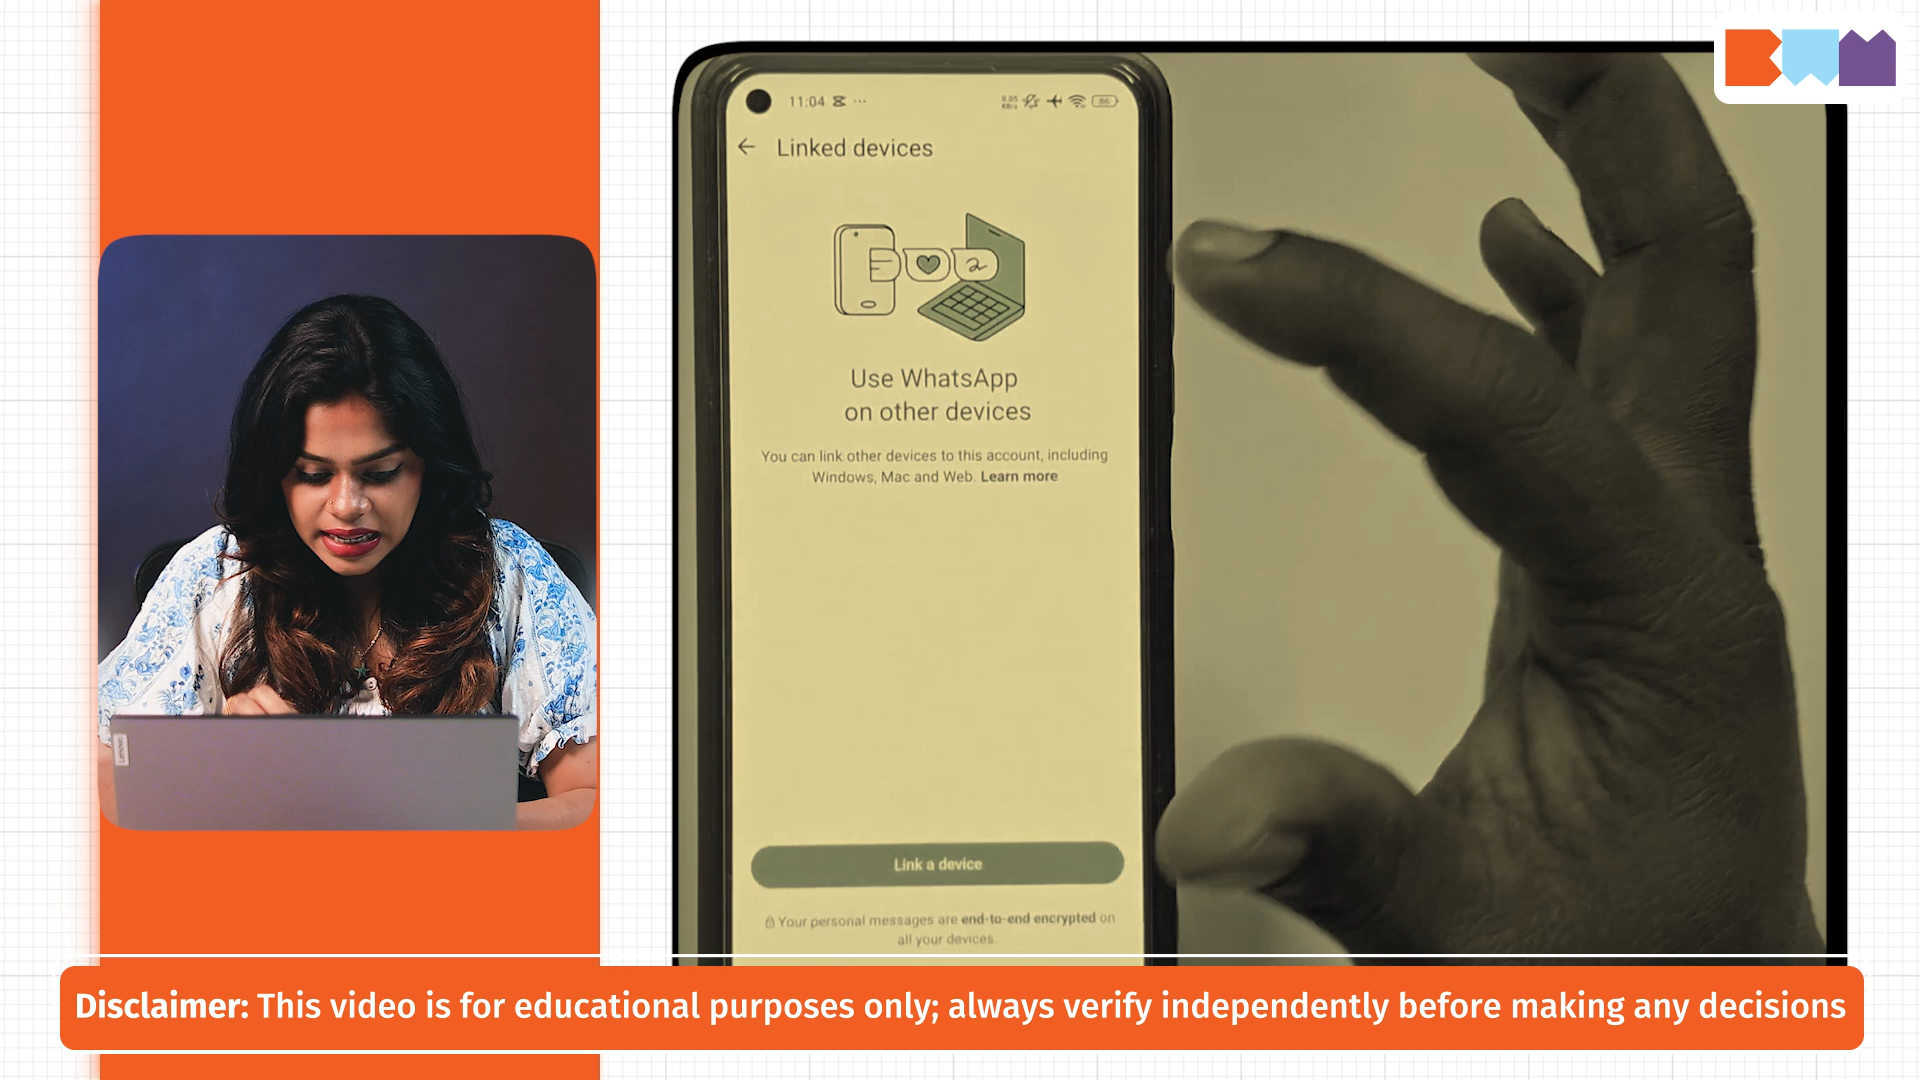 11:04
86
Linked devices
Use WhatsApp
on other devices
You can link other devices to this account, including
Windows, Mac and Web. Learn more
Link a device
Your personal messages are end-to-end encrypted on
all your devices.
Lenovo
Disclaimer: This video is for educational purposes only; always verify independently before making any decisions